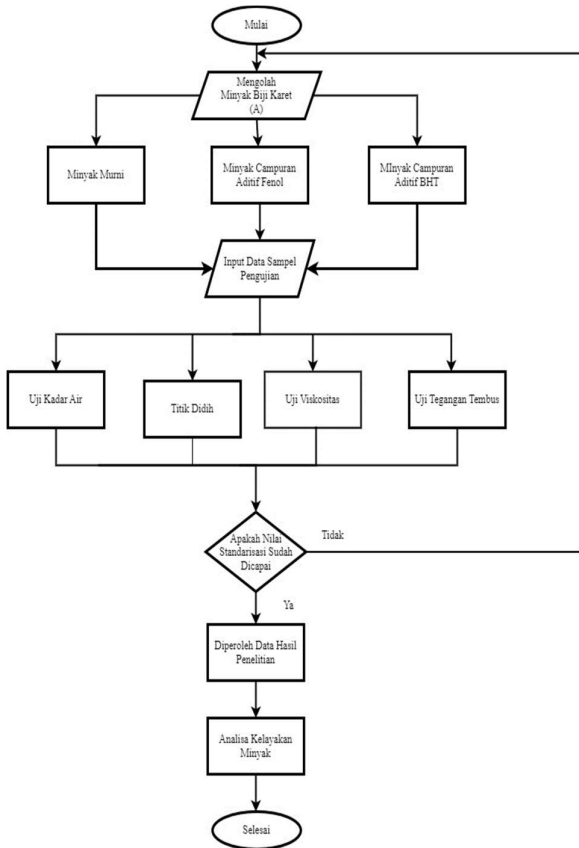 Mulai
Mengolah
Minyak Biji Karet
(A)
Minyak Murni
Minyak Campuran
Aditif Fenol
MInyak Campuran
Aditif BHT
Input Data Sampel
Pengujian
Uji Kadar Air
Titik Didih
Uji Viskositas
Uji Tegangan Tembus
Apakah Nilai
Standarisasi Sudah
Dicapai
Tidak
Ya
Diperoleh Data Hasil
Penelitian
Analisa Kelayakan
Minyak
Selesai